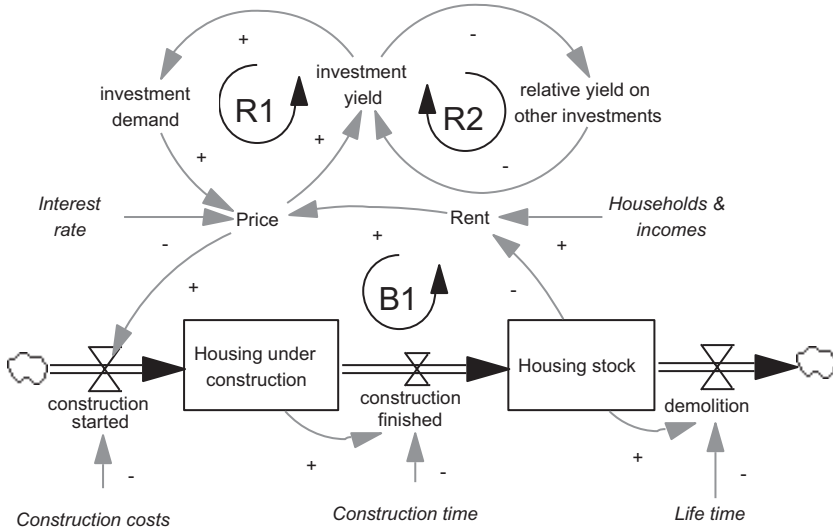 +
-
investment
yield
investment
demand
R1
R2
relative yield on
other investments
+
+
-
Interest
rate
Price
Rent
Households &
incomes
-
+
+
+
-
B1
Housing under
construction
Housing stock
construction
started
construction
finished
demolition
+
+
-
-
-
Construction costs
Construction time
Life time